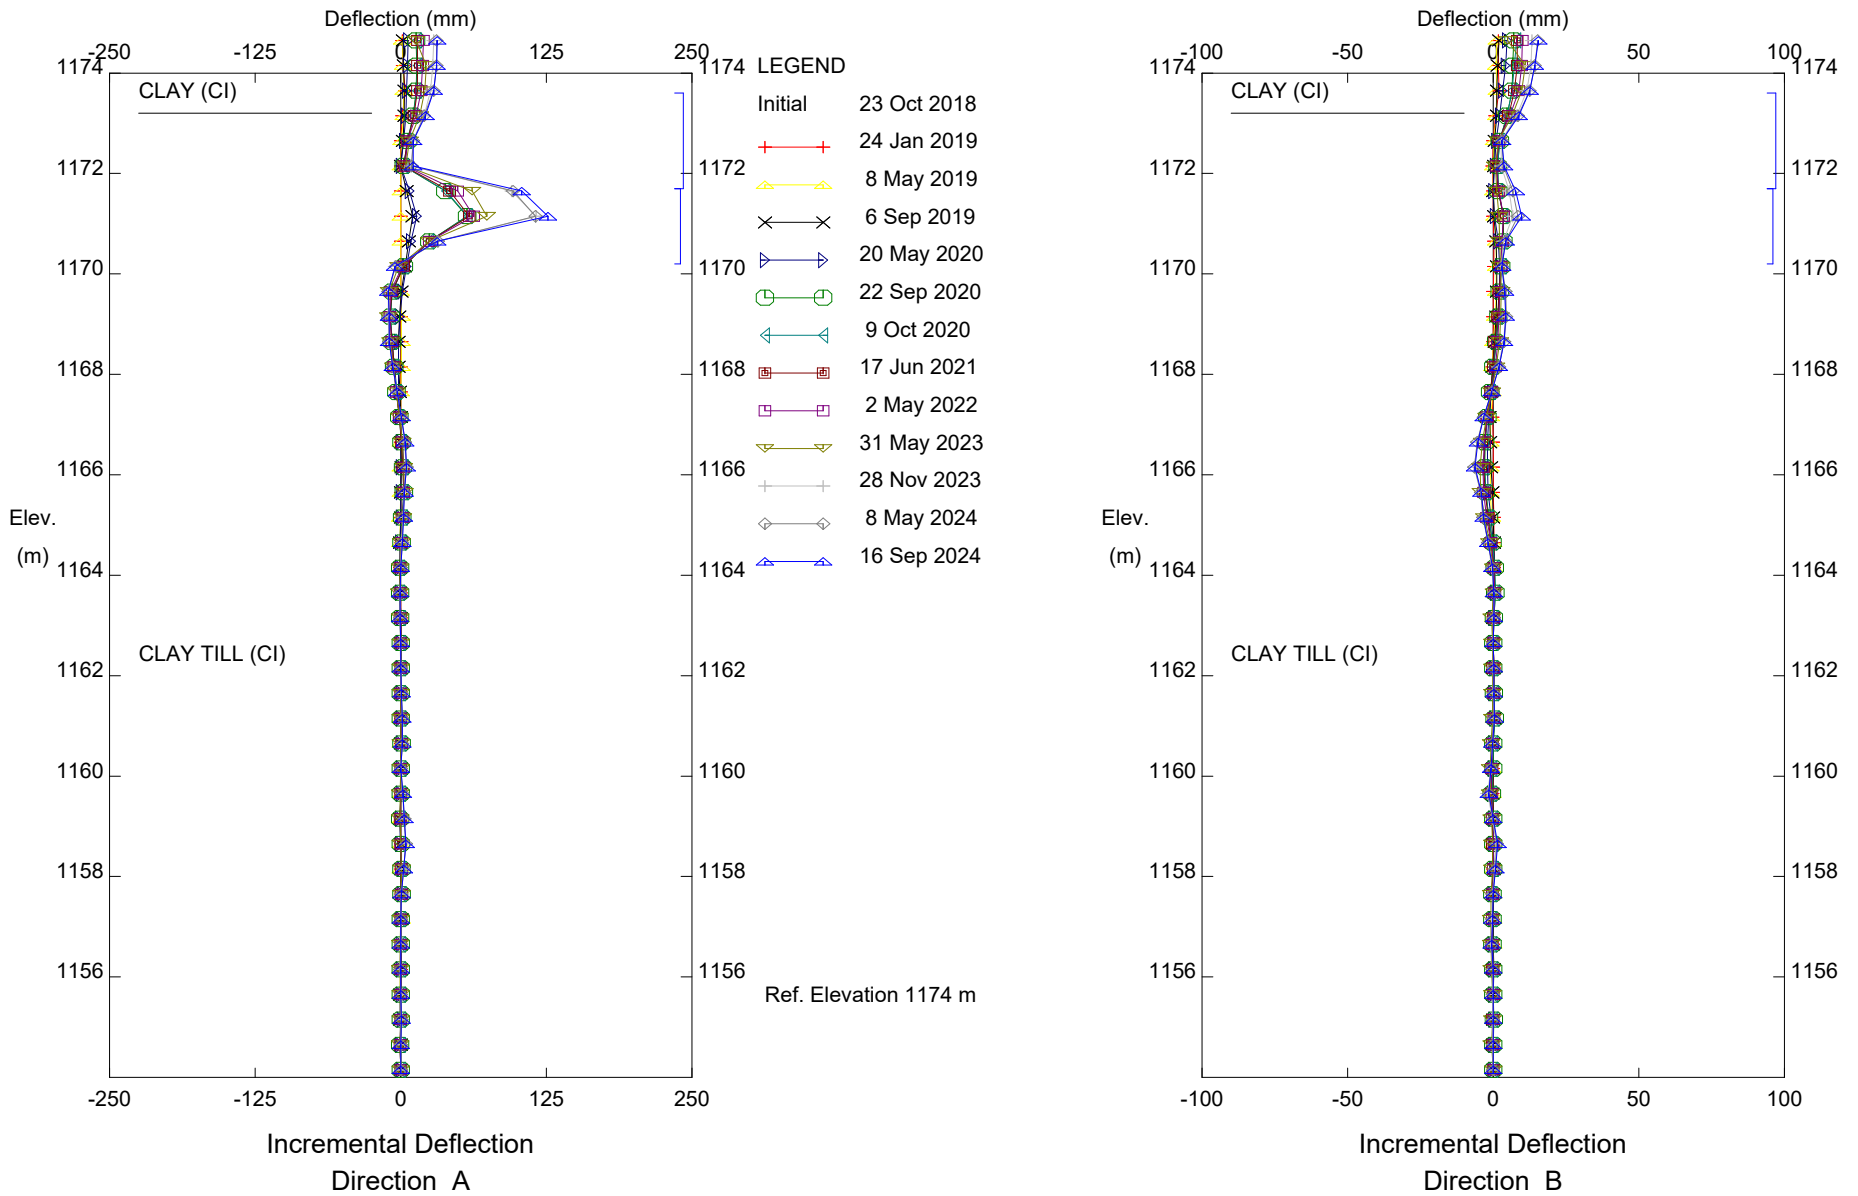 Deflection (mm)
-250 -125 0 125 250
1174 1174
CLAY (CI)
1172 1172
1170 1170
1168 1168
1166 1166
Elev.
(m)
1164 1164
CLAY TILL (CI)
1162 1162
1160 1160
1158 1158
1156 1156
-250 -125 0 125 250
Incremental Deflection
Direction A
LEGEND
Initial 23 Oct 2018
24 Jan 2019
8 May 2019
6 Sep 2019
20 May 2020
22 Sep 2020
9 Oct 2020
17 Jun 2021
2 May 2022
31 May 2023
28 Nov 2023
8 May 2024
16 Sep 2024
Ref. Elevation 1174 m
Deflection (mm)
-100 -50 0 50 100
1174 1174
CLAY (CI)
1172 1172
1170 1170
1168 1168
1166 1166
Elev.
(m)
1164 1164
CLAY TILL (CI)
1162 1162
1160 1160
1158 1158
1156 1156
-100 -50 0 50 100
Incremental Deflection
Direction B